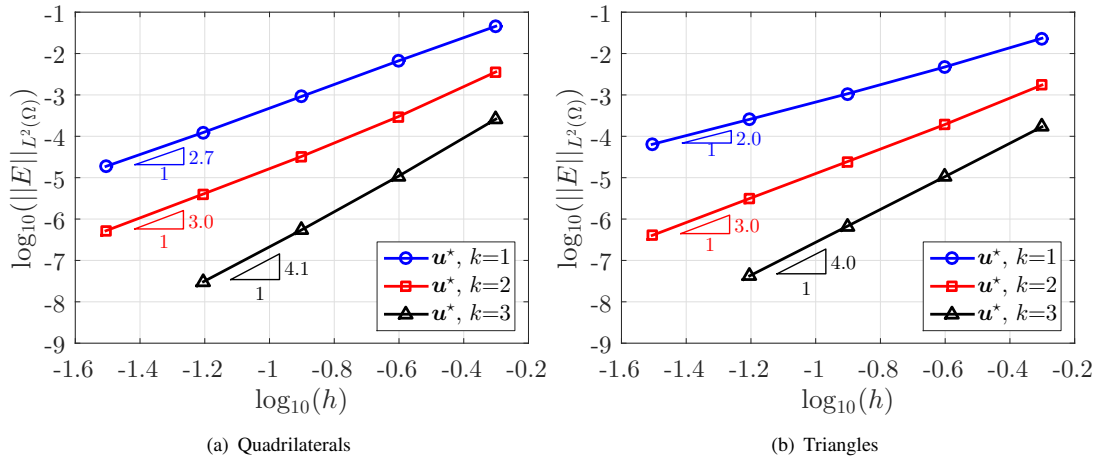 -1
-2
-3
-4
-5
-6
-7
-8
-9
log₁₀(||E||_{L²(Ω)})
2.7
1
3.0
1
4.1
1
u⋆, k=1
u⋆, k=2
u⋆, k=3
-1.6 -1.4 -1.2 -1 -0.8 -0.6 -0.4 -0.2
log₁₀(h)
(a) Quadrilaterals
-1
-2
-3
-4
-5
-6
-7
-8
-9
log₁₀(||E||_{L²(Ω)})
2.0
1
3.0
1
4.0
1
u⋆, k=1
u⋆, k=2
u⋆, k=3
-1.6 -1.4 -1.2 -1 -0.8 -0.6 -0.4 -0.2
log₁₀(h)
(b) Triangles